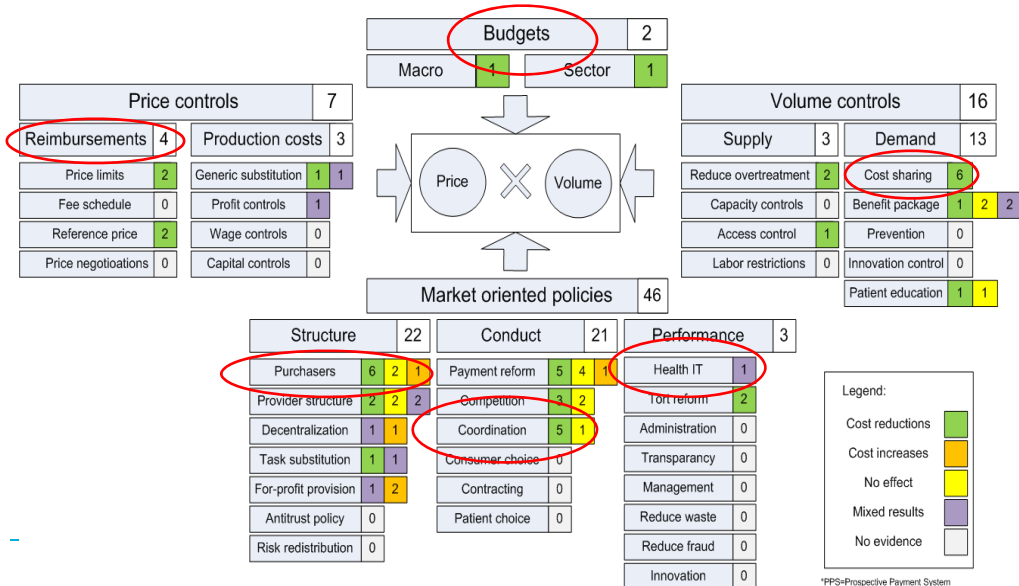 Budgets 2
Macro 1 Sector 1
Price controls 7
Reimbursements 4
Price limits 2
Fee schedule 0
Reference price 2
Price negotioations 0
Production costs 3
Generic substitution 1 1
Profit controls 1
Wage controls 0
Capital controls 0
Price
Volume
Volume controls 16
Supply 3
Reduce overtreatment 2
Capacity controls 0
Access control 1
Labor restrictions 0
Demand 13
Cost sharing 6
Benefit package 1 2 2
Prevention 0
Innovation control 0
Patient education 1 1
Market oriented policies 46
Structure 22
Purchasers 6 2 1
Provider structure 2 2 2
Decentralization 1 1
Task substitution 1 1
For-profit provision 1 2
Antitrust policy 0
Risk redistribution 0
Conduct 21
Payment reform 5 4 1
Competition 3 2
Coordination 5 1
Consumer choice 0
Contracting 0
Patient choice 0
Performance 3
Health IT 1
Tort reform 2
Administration 0
Transparancy 0
Management 0
Reduce waste 0
Reduce fraud 0
Innovation 0
Legend:
Cost reductions
Cost increases
No effect
Mixed results
No evidence
*PPS=Prospective Payment System